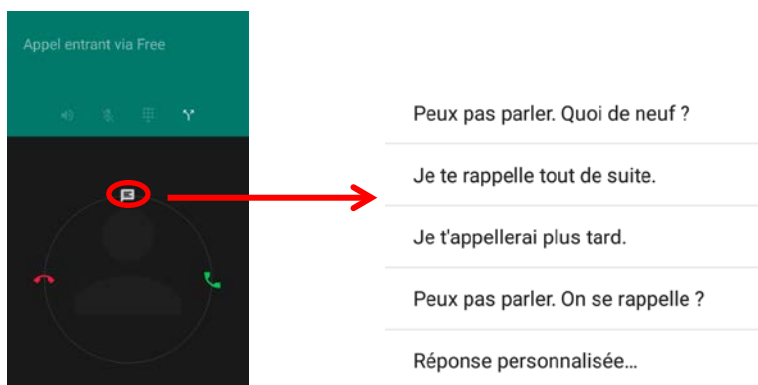 Appel entrant via Free
Peux pas parler. Quoi de neuf ?
Je te rappelle tout de suite.
Je t'appellerai plus tard.
Peux pas parler. On se rappelle ?
Réponse personnalisée...